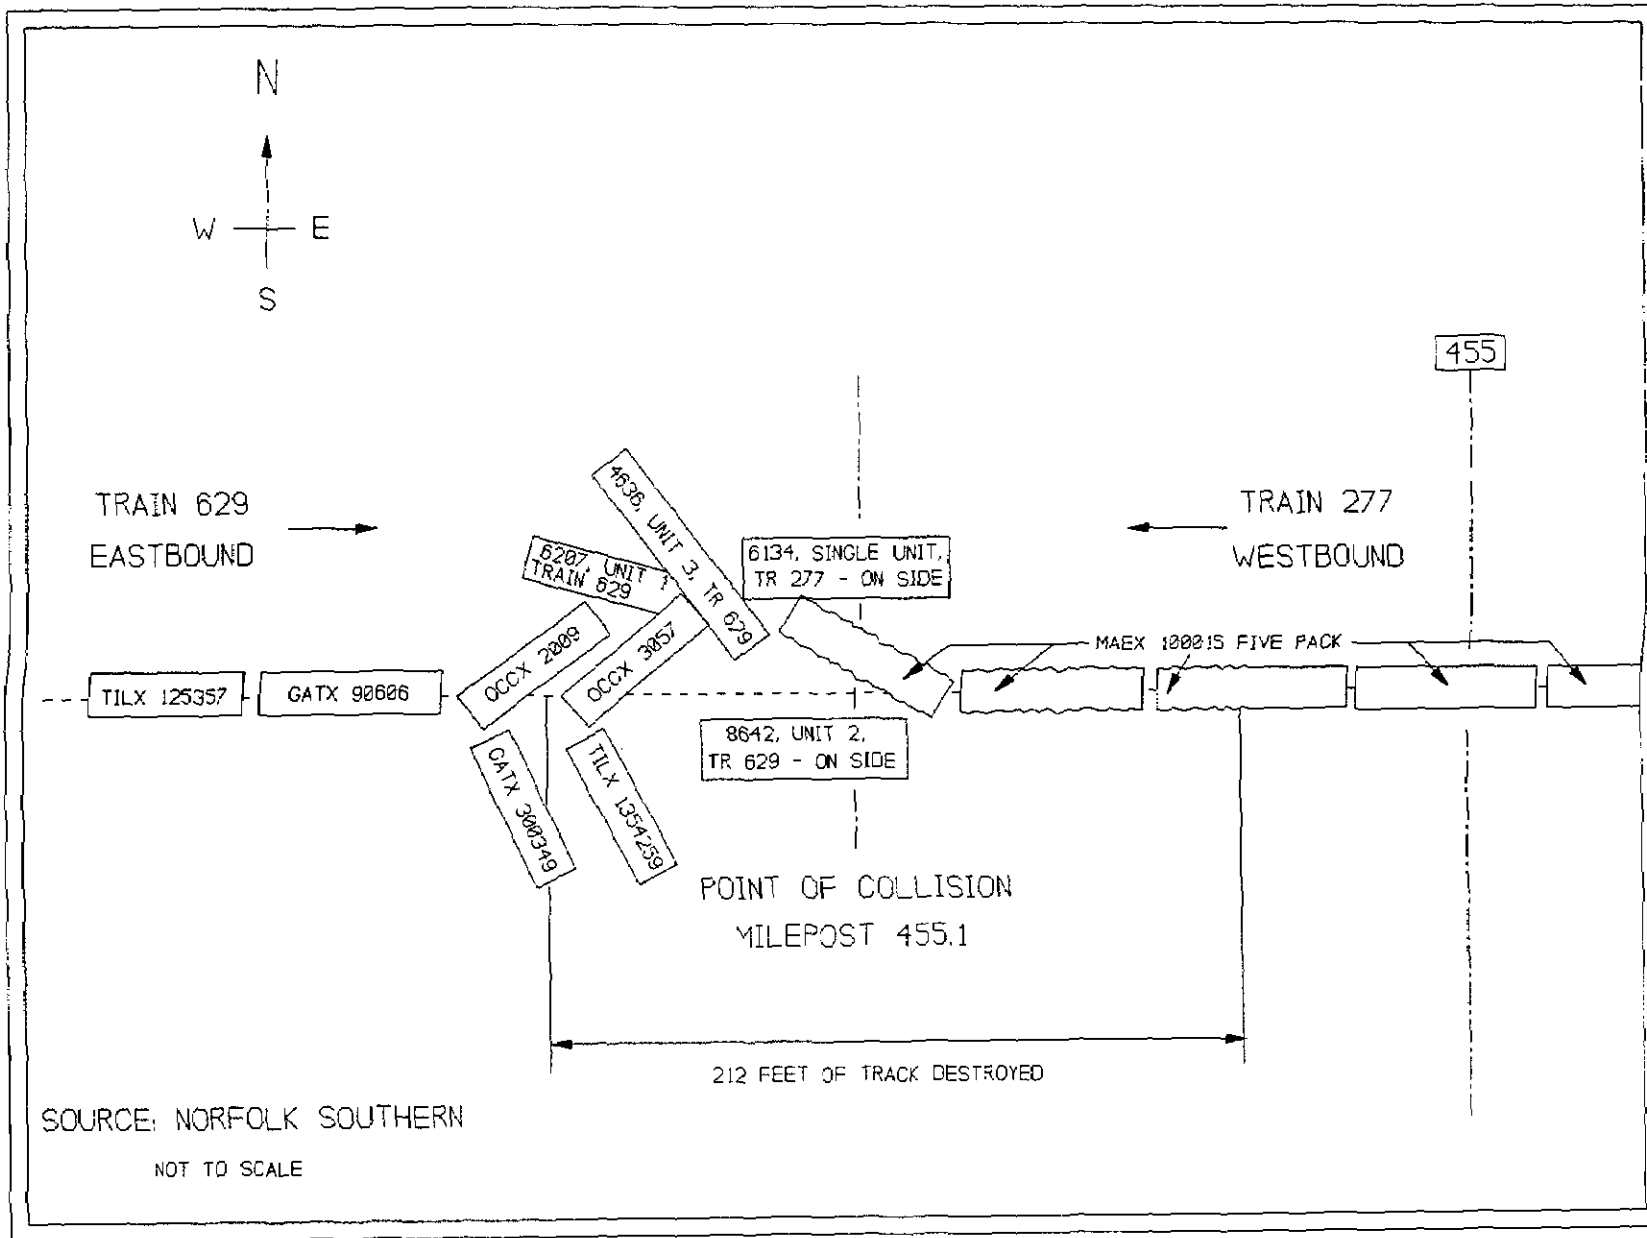 N
W E
S
455
TRAIN 629
EASTBOUND
TRAIN 277
WESTBOUND
4636, UNIT 3, TR 629
6207, UNIT 1
TRAIN 629
6134, SINGLE UNIT,
TR 277 - ON SIDE
OCCX 2009
OCCX 3057
MAEX 100015 FIVE PACK
TILX 125357
GATX 90606
8642, UNIT 2,
TR 629 - ON SIDE
GATX 300349
TILX 1354259
POINT OF COLLISION
MILEPOST 455.1
212 FEET OF TRACK DESTROYED
SOURCE: NORFOLK SOUTHERN
NOT TO SCALE